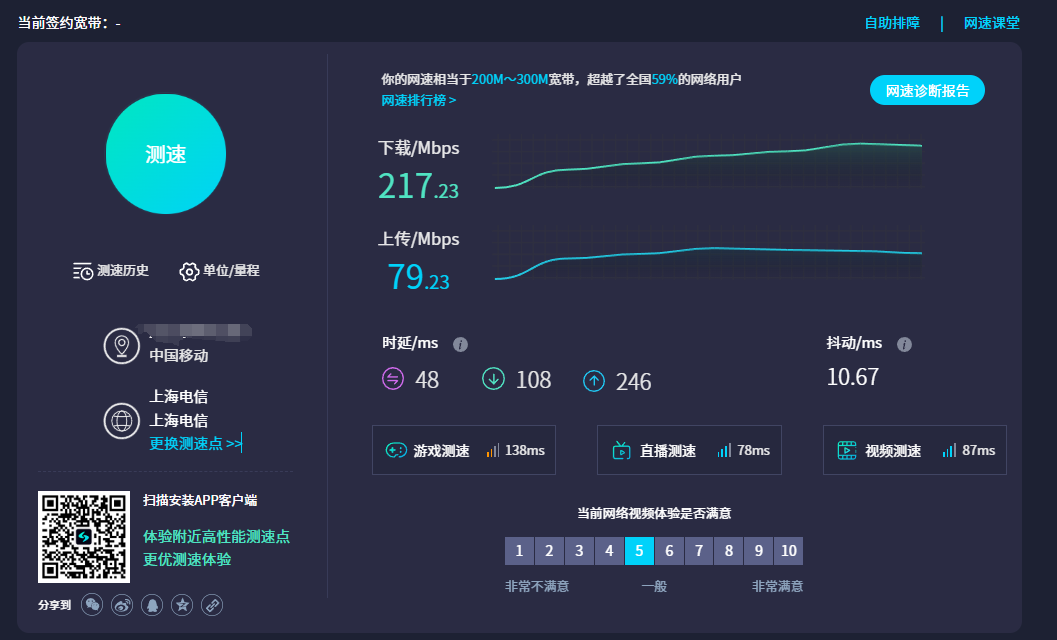 当前签约宽带：-
自助排障 | 网速课堂
测速
测速历史 单位/量程
中国移动
上海电信
上海电信
更换测速点 >>
扫描安装APP客户端
体验附近高性能测速点
更优测速体验
分享到
你的网速相当于200M～300M宽带，超越了全国59%的网络用户
网速排行榜 >
网速诊断报告
下载/Mbps
217.23
上传/Mbps
79.23
时延/ms 抖动/ms
48 108 246 10.67
游戏测速 138ms 直播测速 78ms 视频测速 87ms
当前网络视频体验是否满意
1 2 3 4 5 6 7 8 9 10
非常不满意 一般 非常满意